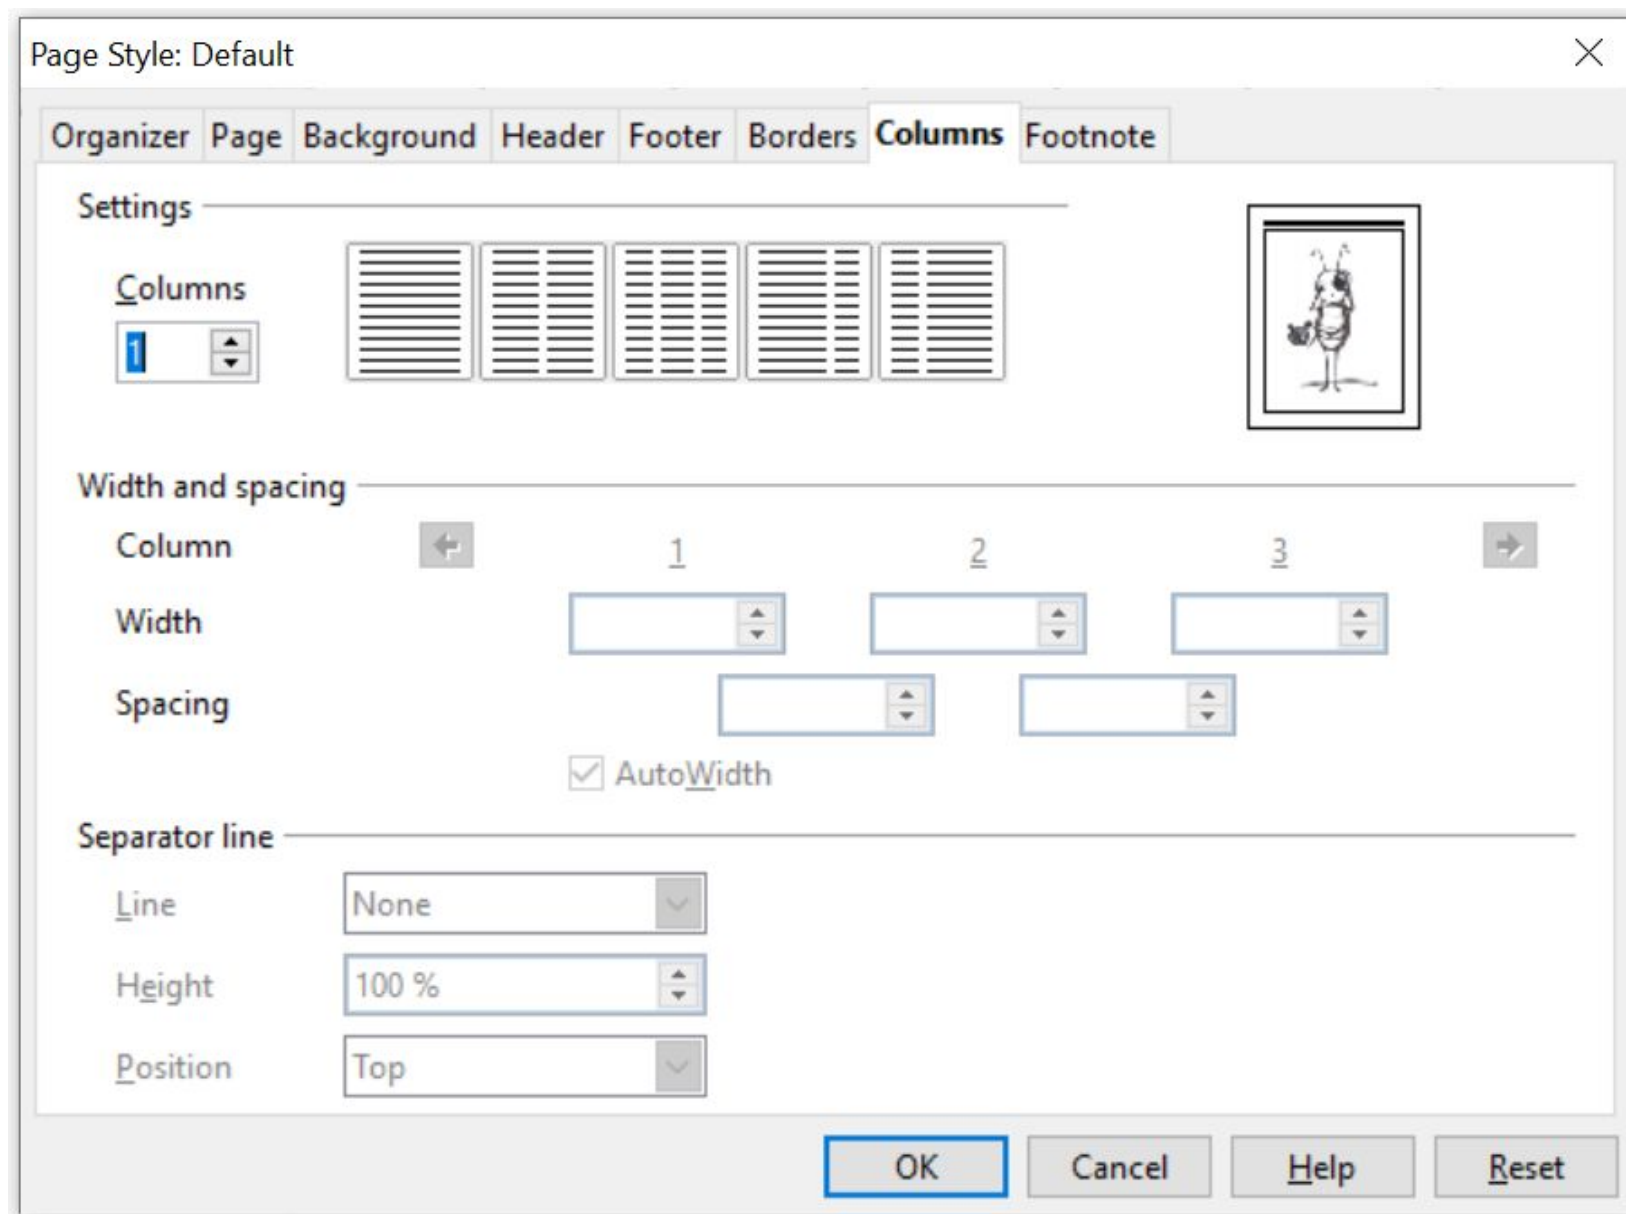 Page Style: Default
Organizer Page Background Header Footer Borders Columns Footnote
Settings
Columns
1
Width and spacing
Column 1 2 3
Width
Spacing
AutoWidth
Separator line
Line None
Height 100 %
Position Top
OK Cancel Help Reset